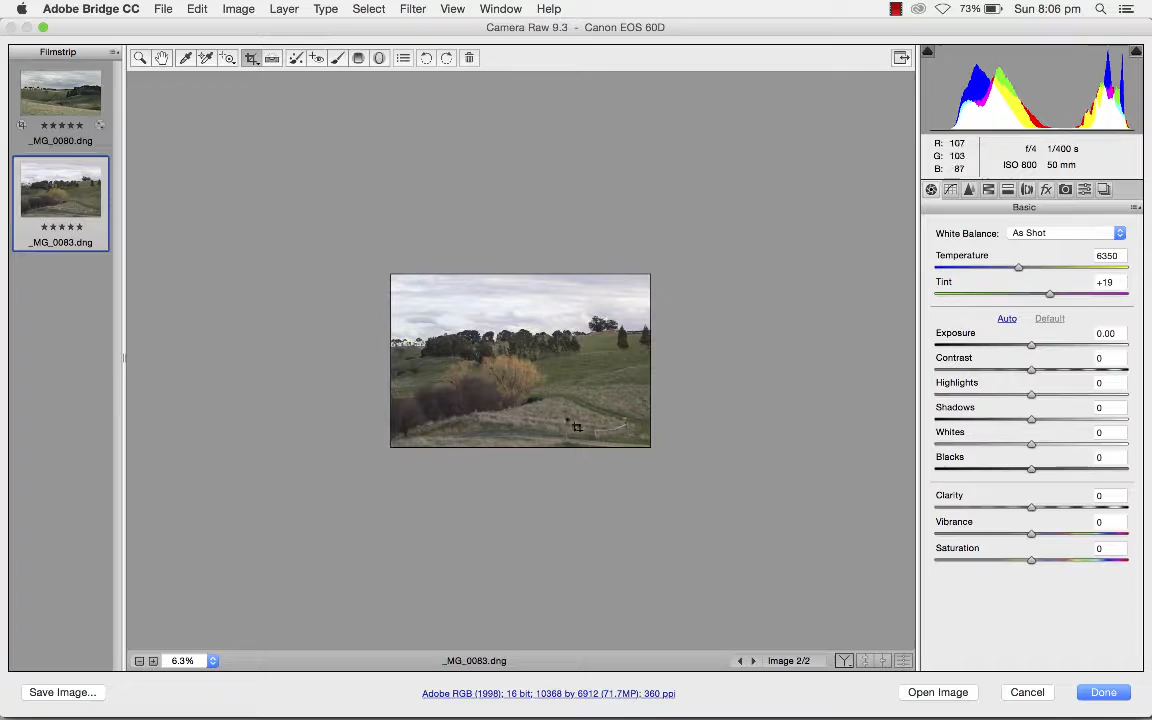 Adobe Bridge CC File Edit Image Layer Type Select Filter View Window Help 73% Sun 8:06 pm
Camera Raw 9.3 - Canon EOS 60D
Filmstrip
_MG_0080.dng
_MG_0083.dng
R: 107
G: 103
B: 87
f/4 1/400 s
ISO 800 50 mm
Basic
White Balance: As Shot
Temperature 6350
Tint +19
Auto Default
Exposure 0.00
Contrast 0
Highlights 0
Shadows 0
Whites 0
Blacks 0
Clarity 0
Vibrance 0
Saturation 0
6.3% _MG_0083.dng Image 2/2
Save Image... Adobe RGB (1998); 16 bit; 10368 by 6912 (71.7MP); 360 ppi Open Image Cancel Done